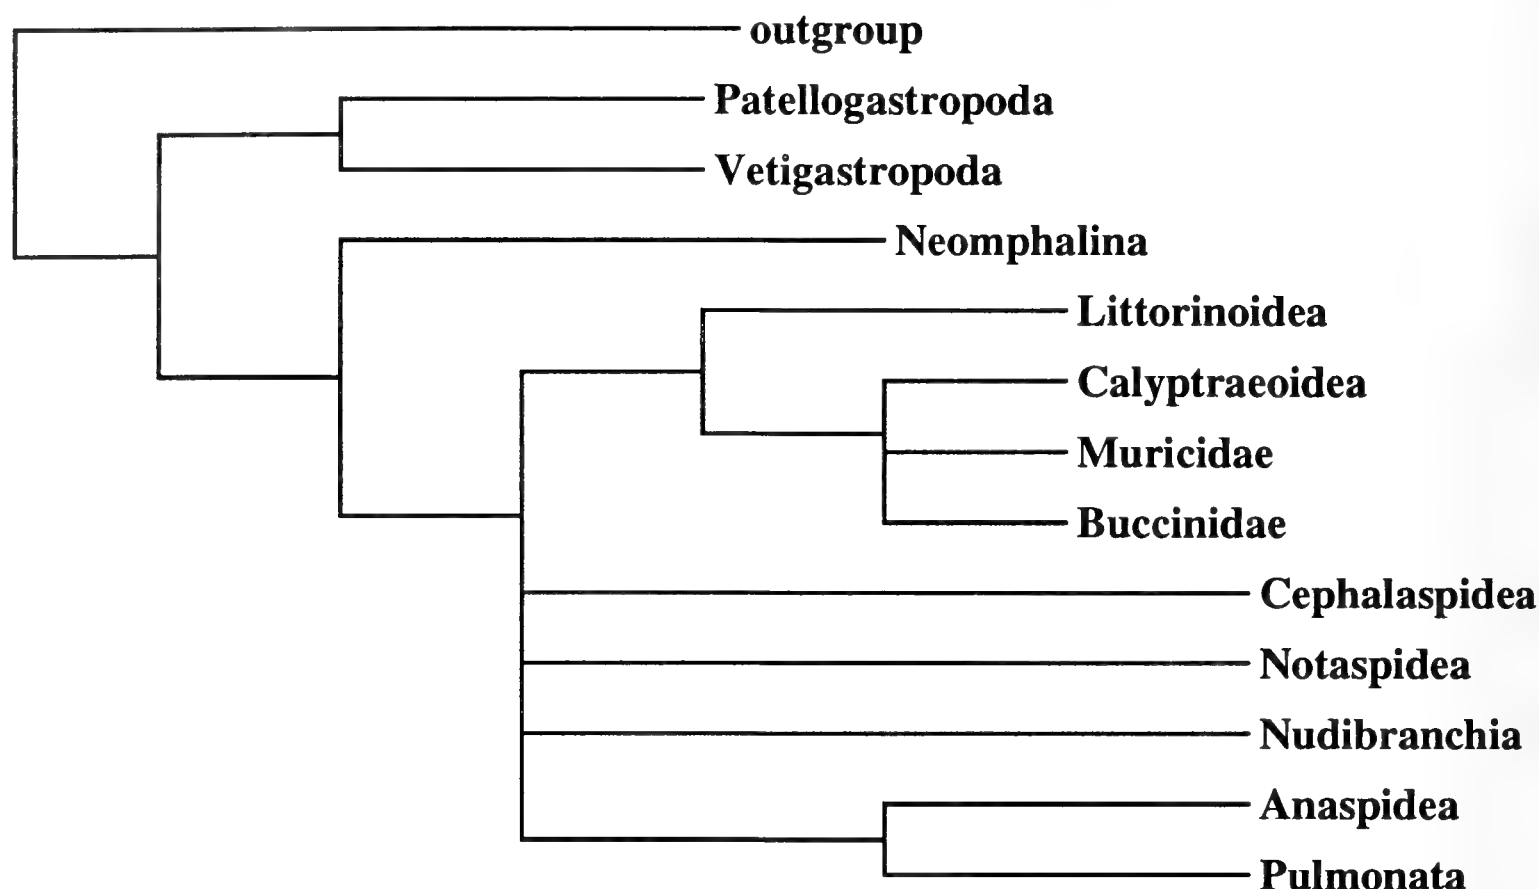 outgroup
Patellogastropoda
Vetigastropoda
Neomphalina
Littorinoidea
Calyptraeoidea
Muricidae
Buccinidae
Cephalaspidea
Notaspidea
Nudibranchia
Anaspidea
Pulmonata